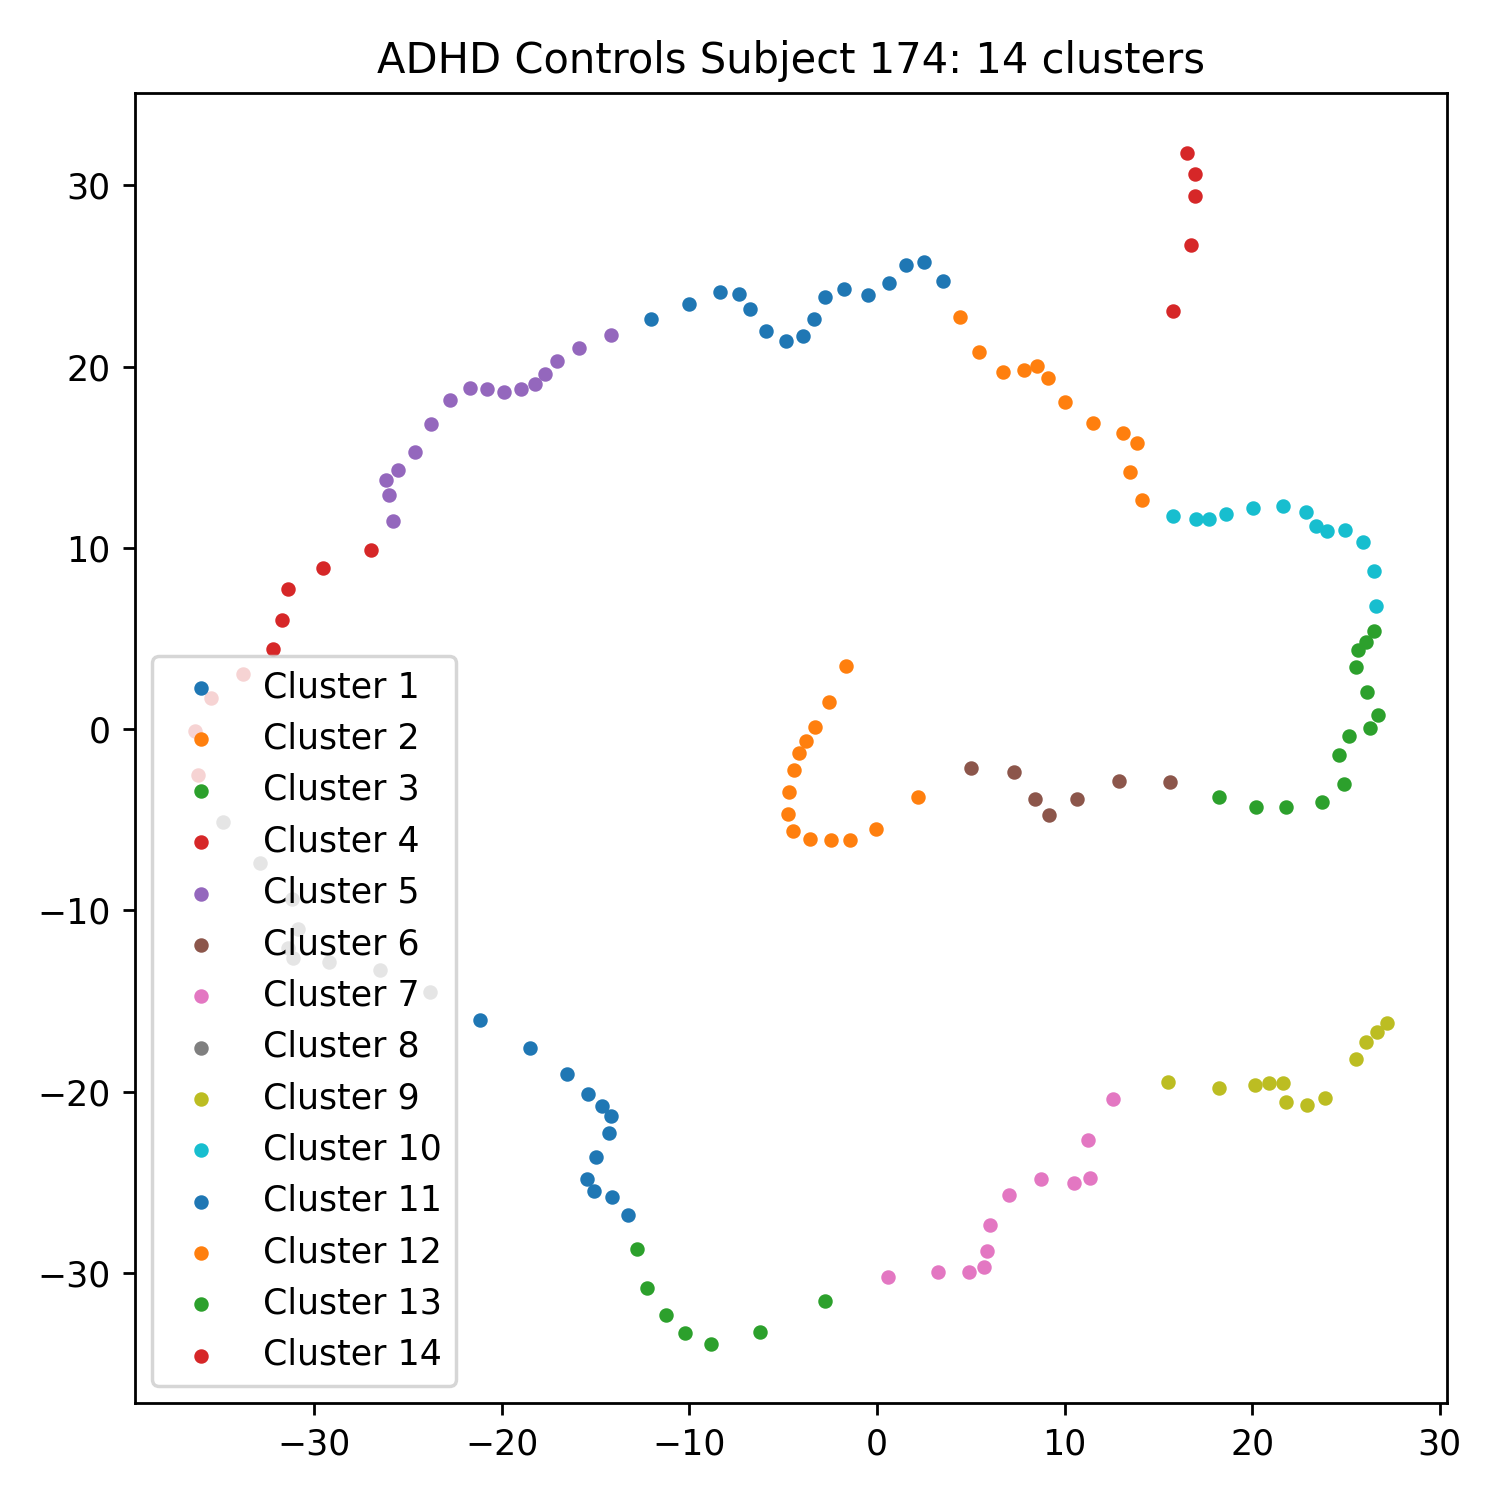 ADHD Controls Subject 174: 14 clusters
30
20
10
0
−10
−20
−30
Cluster 1
Cluster 2
Cluster 3
Cluster 4
Cluster 5
Cluster 6
Cluster 7
Cluster 8
Cluster 9
Cluster 10
Cluster 11
Cluster 12
Cluster 13
Cluster 14
−30 −20 −10 0 10 20 30